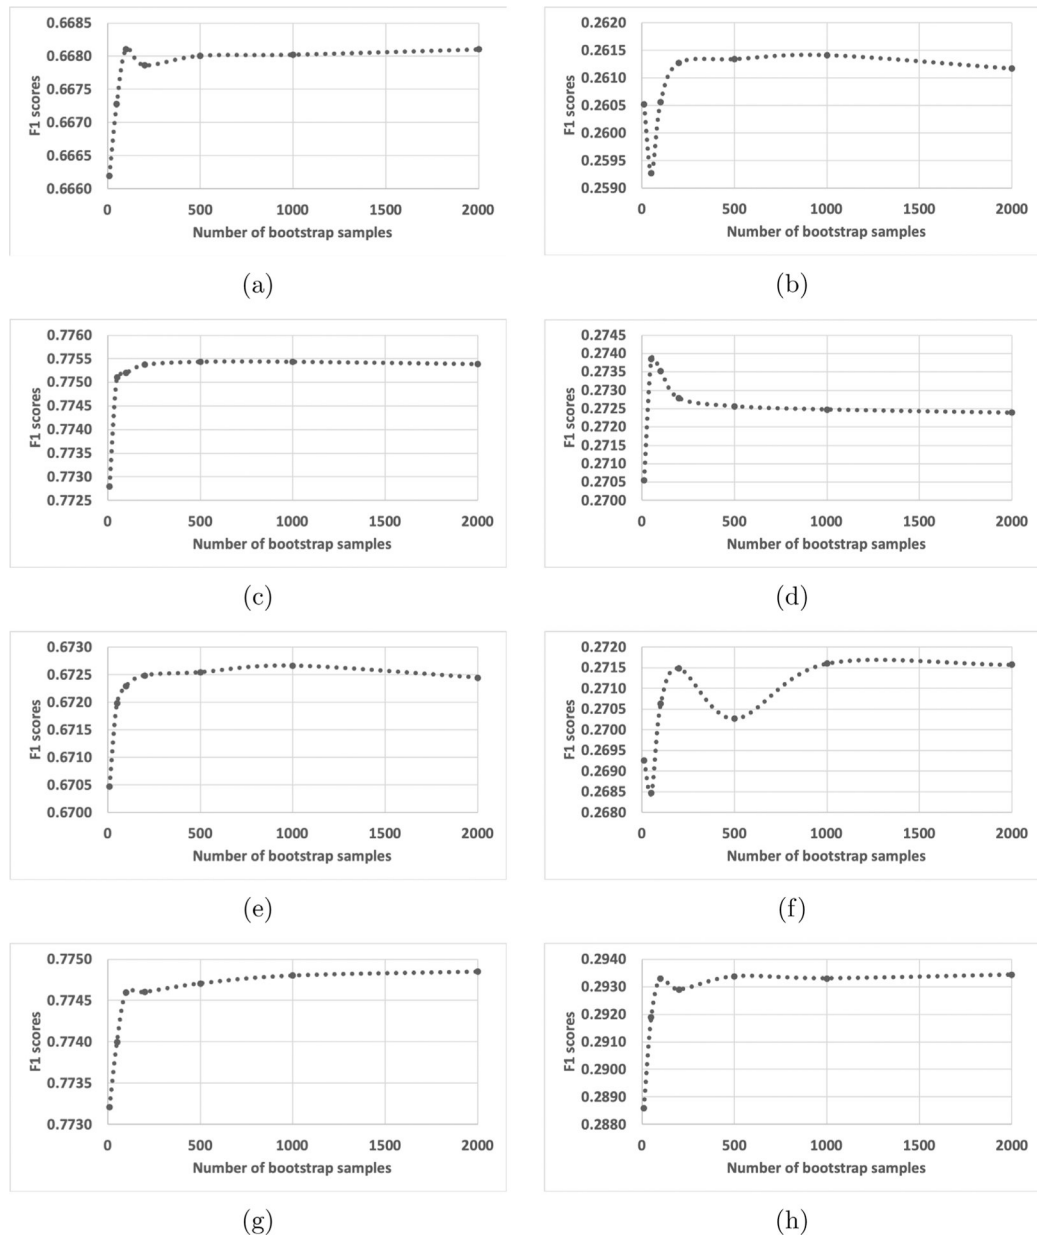 0.6685
0.6680
0.6675
0.6670
0.6665
0.6660
F1 scores
0 500 1000 1500 2000
Number of bootstrap samples
(a)
0.2620
0.2615
0.2610
0.2605
0.2600
0.2595
0.2590
F1 scores
0 500 1000 1500 2000
Number of bootstrap samples
(b)
0.7760
0.7755
0.7750
0.7745
0.7740
0.7735
0.7730
0.7725
F1 scores
0 500 1000 1500 2000
Number of bootstrap samples
(c)
0.2745
0.2740
0.2735
0.2730
0.2725
0.2720
0.2715
0.2710
0.2705
0.2700
F1 scores
0 500 1000 1500 2000
Number of bootstrap samples
(d)
0.6730
0.6725
0.6720
0.6715
0.6710
0.6705
0.6700
F1 scores
0 500 1000 1500 2000
Number of bootstrap samples
(e)
0.2720
0.2715
0.2710
0.2705
0.2700
0.2695
0.2690
0.2685
0.2680
F1 scores
0 500 1000 1500 2000
Number of bootstrap samples
(f)
0.7750
0.7745
0.7740
0.7735
0.7730
F1 scores
0 500 1000 1500 2000
Number of bootstrap samples
(g)
0.2940
0.2930
0.2920
0.2910
0.2900
0.2890
0.2880
F1 scores
0 500 1000 1500 2000
Number of bootstrap samples
(h)